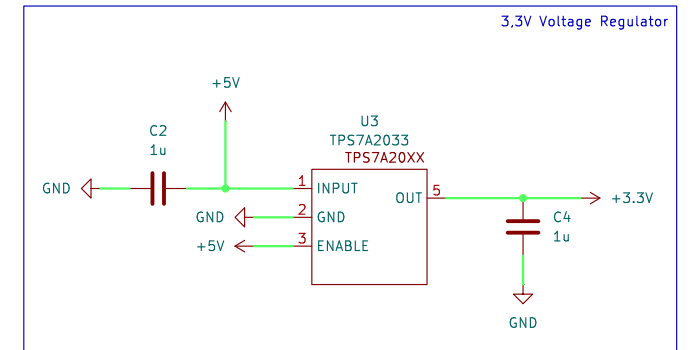 3,3V Voltage Regulator
+5V
C2
1u
GND
U3
TPS7A2033
TPS7A20XX
1 INPUT
GND 2 GND
+5V 3 ENABLE
OUT 5
+3.3V
C4
1u
GND